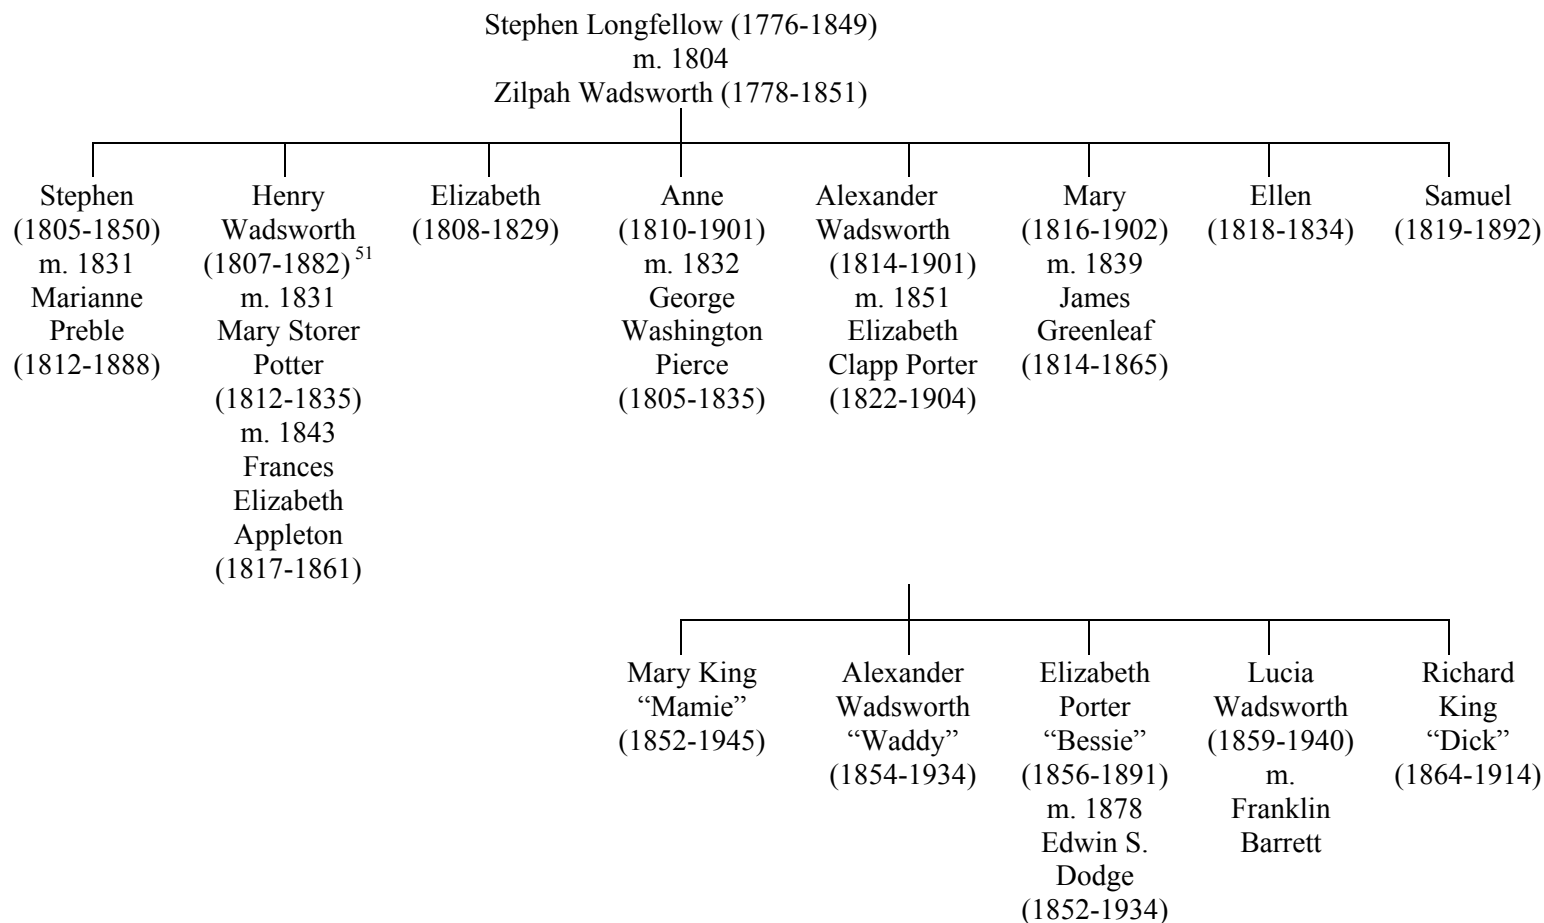 Stephen Longfellow (1776-1849)
m. 1804
Zilpah Wadsworth (1778-1851)
Stephen
(1805-1850)
m. 1831
Marianne
Preble
(1812-1888)
Henry
Wadsworth
(1807-1882) 51
m. 1831
Mary Storer
Potter
(1812-1835)
m. 1843
Frances
Elizabeth
Appleton
(1817-1861)
Elizabeth
(1808-1829)
Anne
(1810-1901)
m. 1832
George
Washington
Pierce
(1805-1835)
Alexander
Wadsworth
(1814-1901)
m. 1851
Elizabeth
Clapp Porter
(1822-1904)
Mary
(1816-1902)
m. 1839
James
Greenleaf
(1814-1865)
Ellen
(1818-1834)
Samuel
(1819-1892)
Mary King
“Mamie”
(1852-1945)
Alexander
Wadsworth
“Waddy”
(1854-1934)
Elizabeth
Porter
“Bessie”
(1856-1891)
m. 1878
Edwin S.
Dodge
(1852-1934)
Lucia
Wadsworth
(1859-1940)
m.
Franklin
Barrett
Richard
King
“Dick”
(1864-1914)